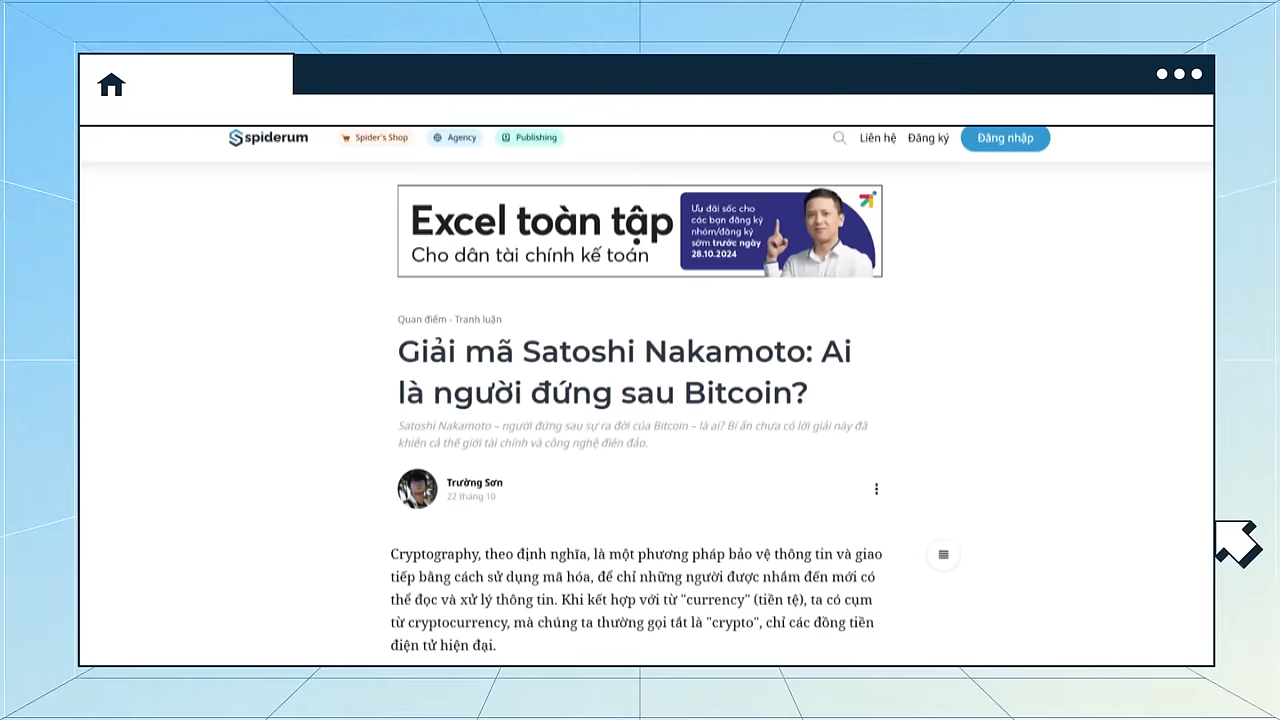 spiderum
Spider's Shop
Agency
Publishing
Liên hệ
Đăng ký
Đăng nhập
Excel toàn tập
Cho dân tài chính kế toán
Ưu đãi sốc cho
các bạn đăng ký
nhóm/đăng ký
sớm trước ngày
28.10.2024
Quan điểm - Tranh luận
Giải mã Satoshi Nakamoto: Ai
là người đứng sau Bitcoin?
Satoshi Nakamoto – người đứng sau sự ra đời của Bitcoin – là ai? Bí ẩn chưa có lời giải này đã
khiến cả thế giới tài chính và công nghệ điên đảo.
Trường Sơn
22 tháng 10
Cryptography, theo định nghĩa, là một phương pháp bảo vệ thông tin và giao
tiếp bằng cách sử dụng mã hóa, để chỉ những người được nhắm đến mới có
thể đọc và xử lý thông tin. Khi kết hợp với từ "currency" (tiền tệ), ta có cụm
từ cryptocurrency, mà chúng ta thường gọi tắt là "crypto", chỉ các đồng tiền
điện tử hiện đại.